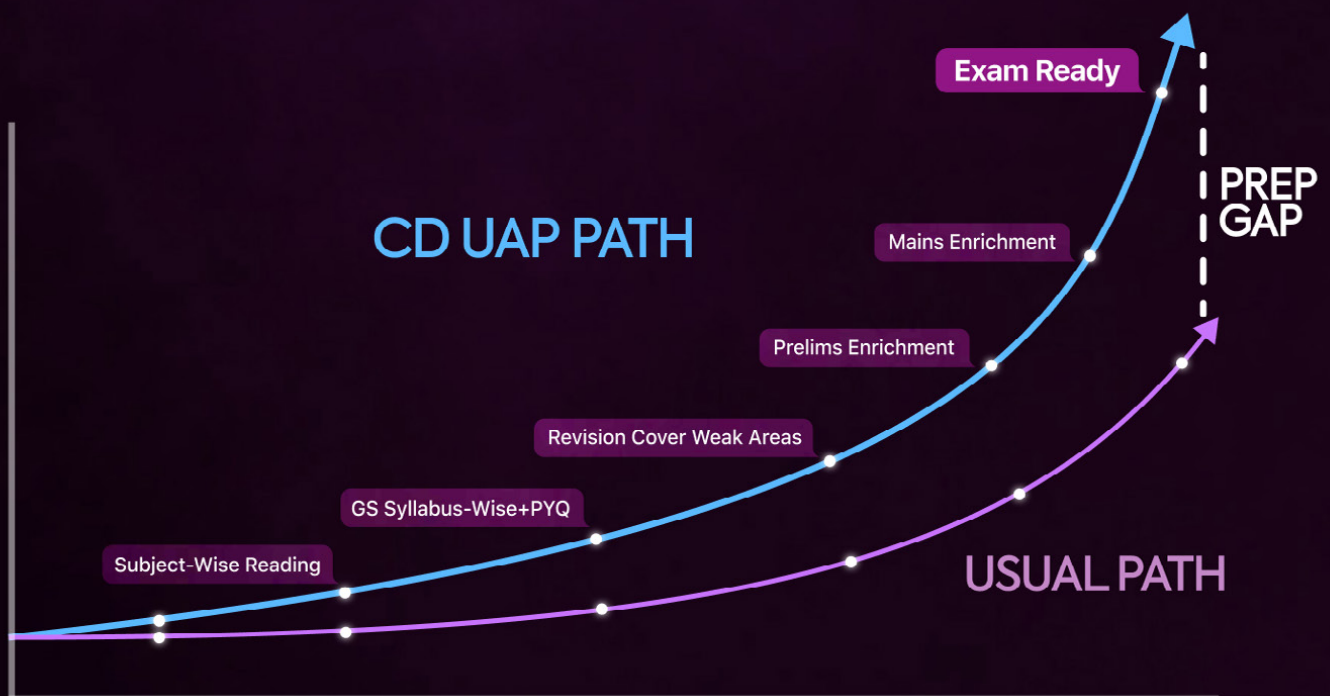 Exam Ready
PREP
GAP
CD UAP PATH
Mains Enrichment
Prelims Enrichment
Revision Cover Weak Areas
GS Syllabus-Wise+PYQ
Subject-Wise Reading
USUAL PATH